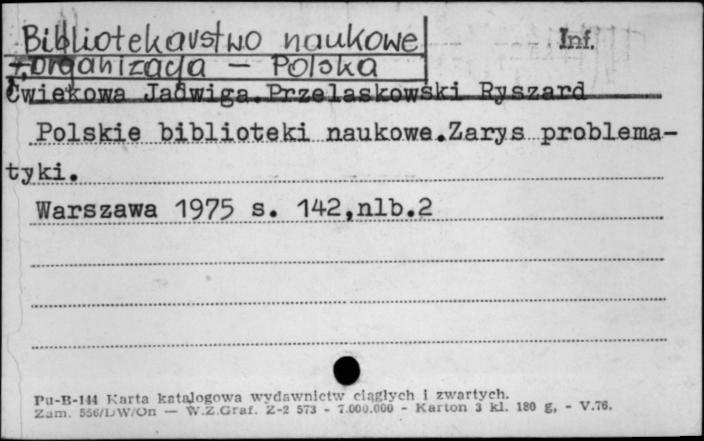 Bibliotekarstwo naukowe
Inf.
- organizacja - Polska
Ćwiekowa Jadwiga. Przelaskowski Ryszard
Polskie biblioteki naukowe. Zarys problema-
tyki.
Warszawa 1975 s. 142, nlb. 2
Pu-B-144 Karta katalogowa wydawnictw ciągłych i zwartych.
Zam. 556/DW/On — W.Z.Graf. Z-2 573 - 7.000.000 - Karton 3 kl. 180 g, - V.76.